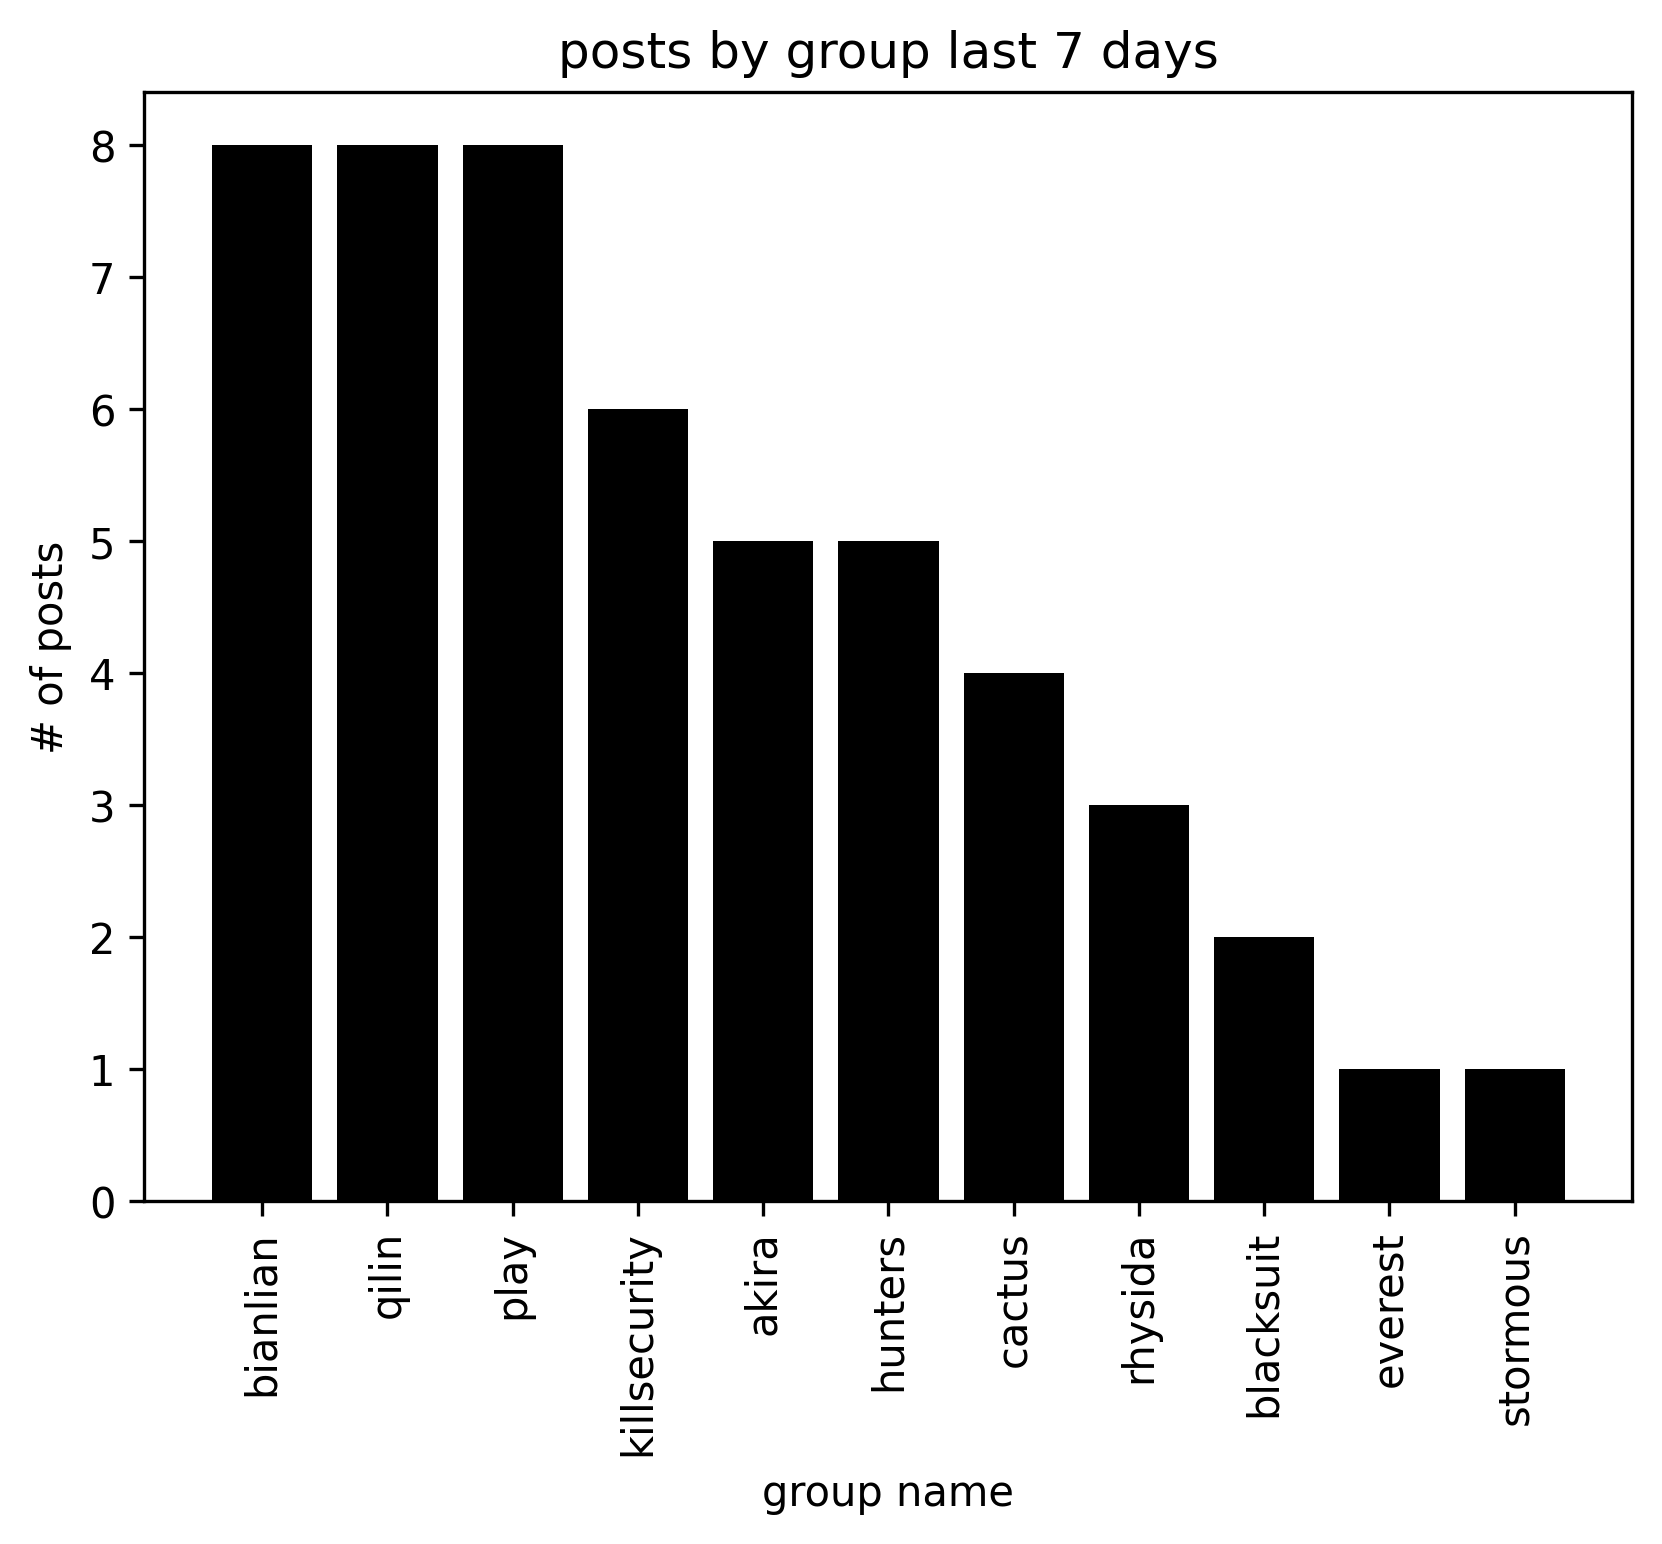 posts by group last 7 days
8
7
6
5
4
3
2
1
0
# of posts
bianlian
qilin
play
killsecurity
akira
hunters
cactus
rhysida
blacksuit
everest
stormous
group name